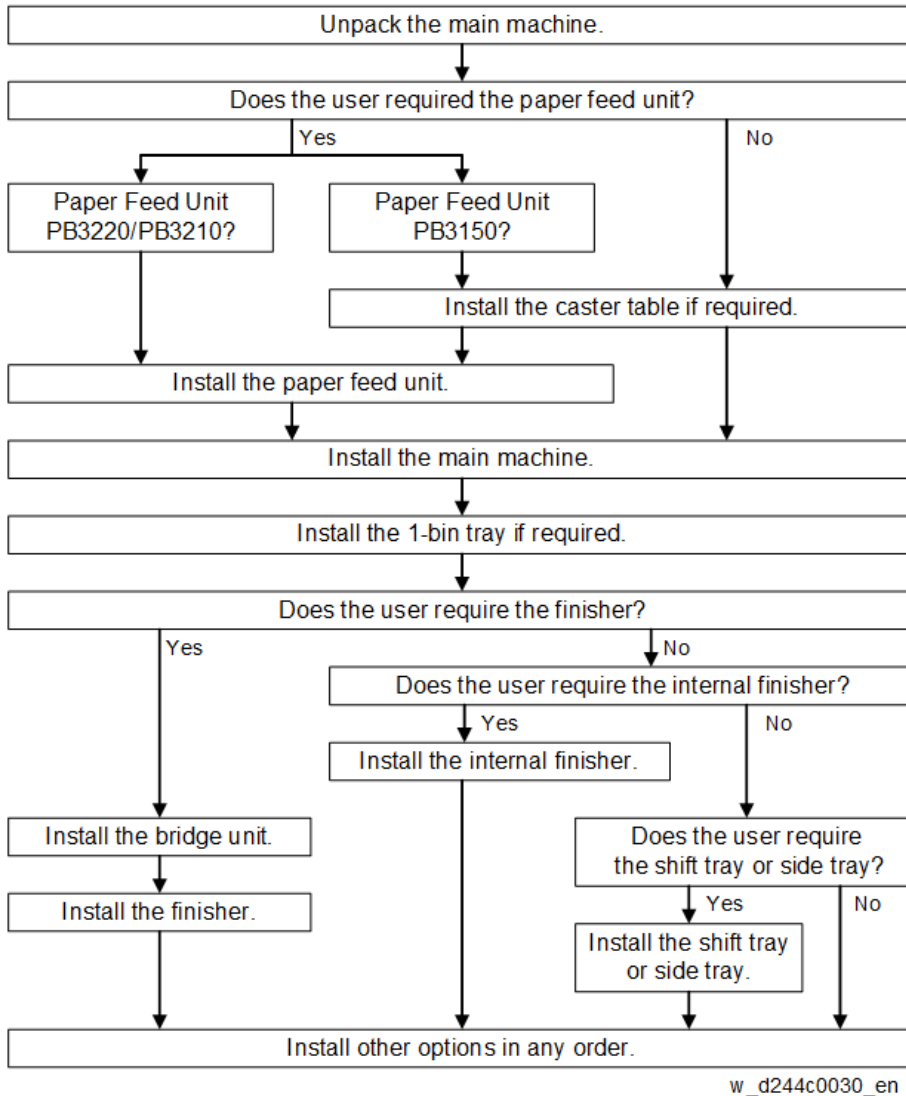 Unpack the main machine.
Does the user required the paper feed unit?
Yes
No
Paper Feed Unit
PB3220/PB3210?
Paper Feed Unit
PB3150?
Install the caster table if required.
Install the paper feed unit.
Install the main machine.
Install the 1-bin tray if required.
Does the user require the finisher?
Yes
No
Does the user require the internal finisher?
Yes
No
Install the internal finisher.
Install the bridge unit.
Does the user require
the shift tray or side tray?
Install the finisher.
Yes
No
Install the shift tray
or side tray.
Install other options in any order.
w_d244c0030_en